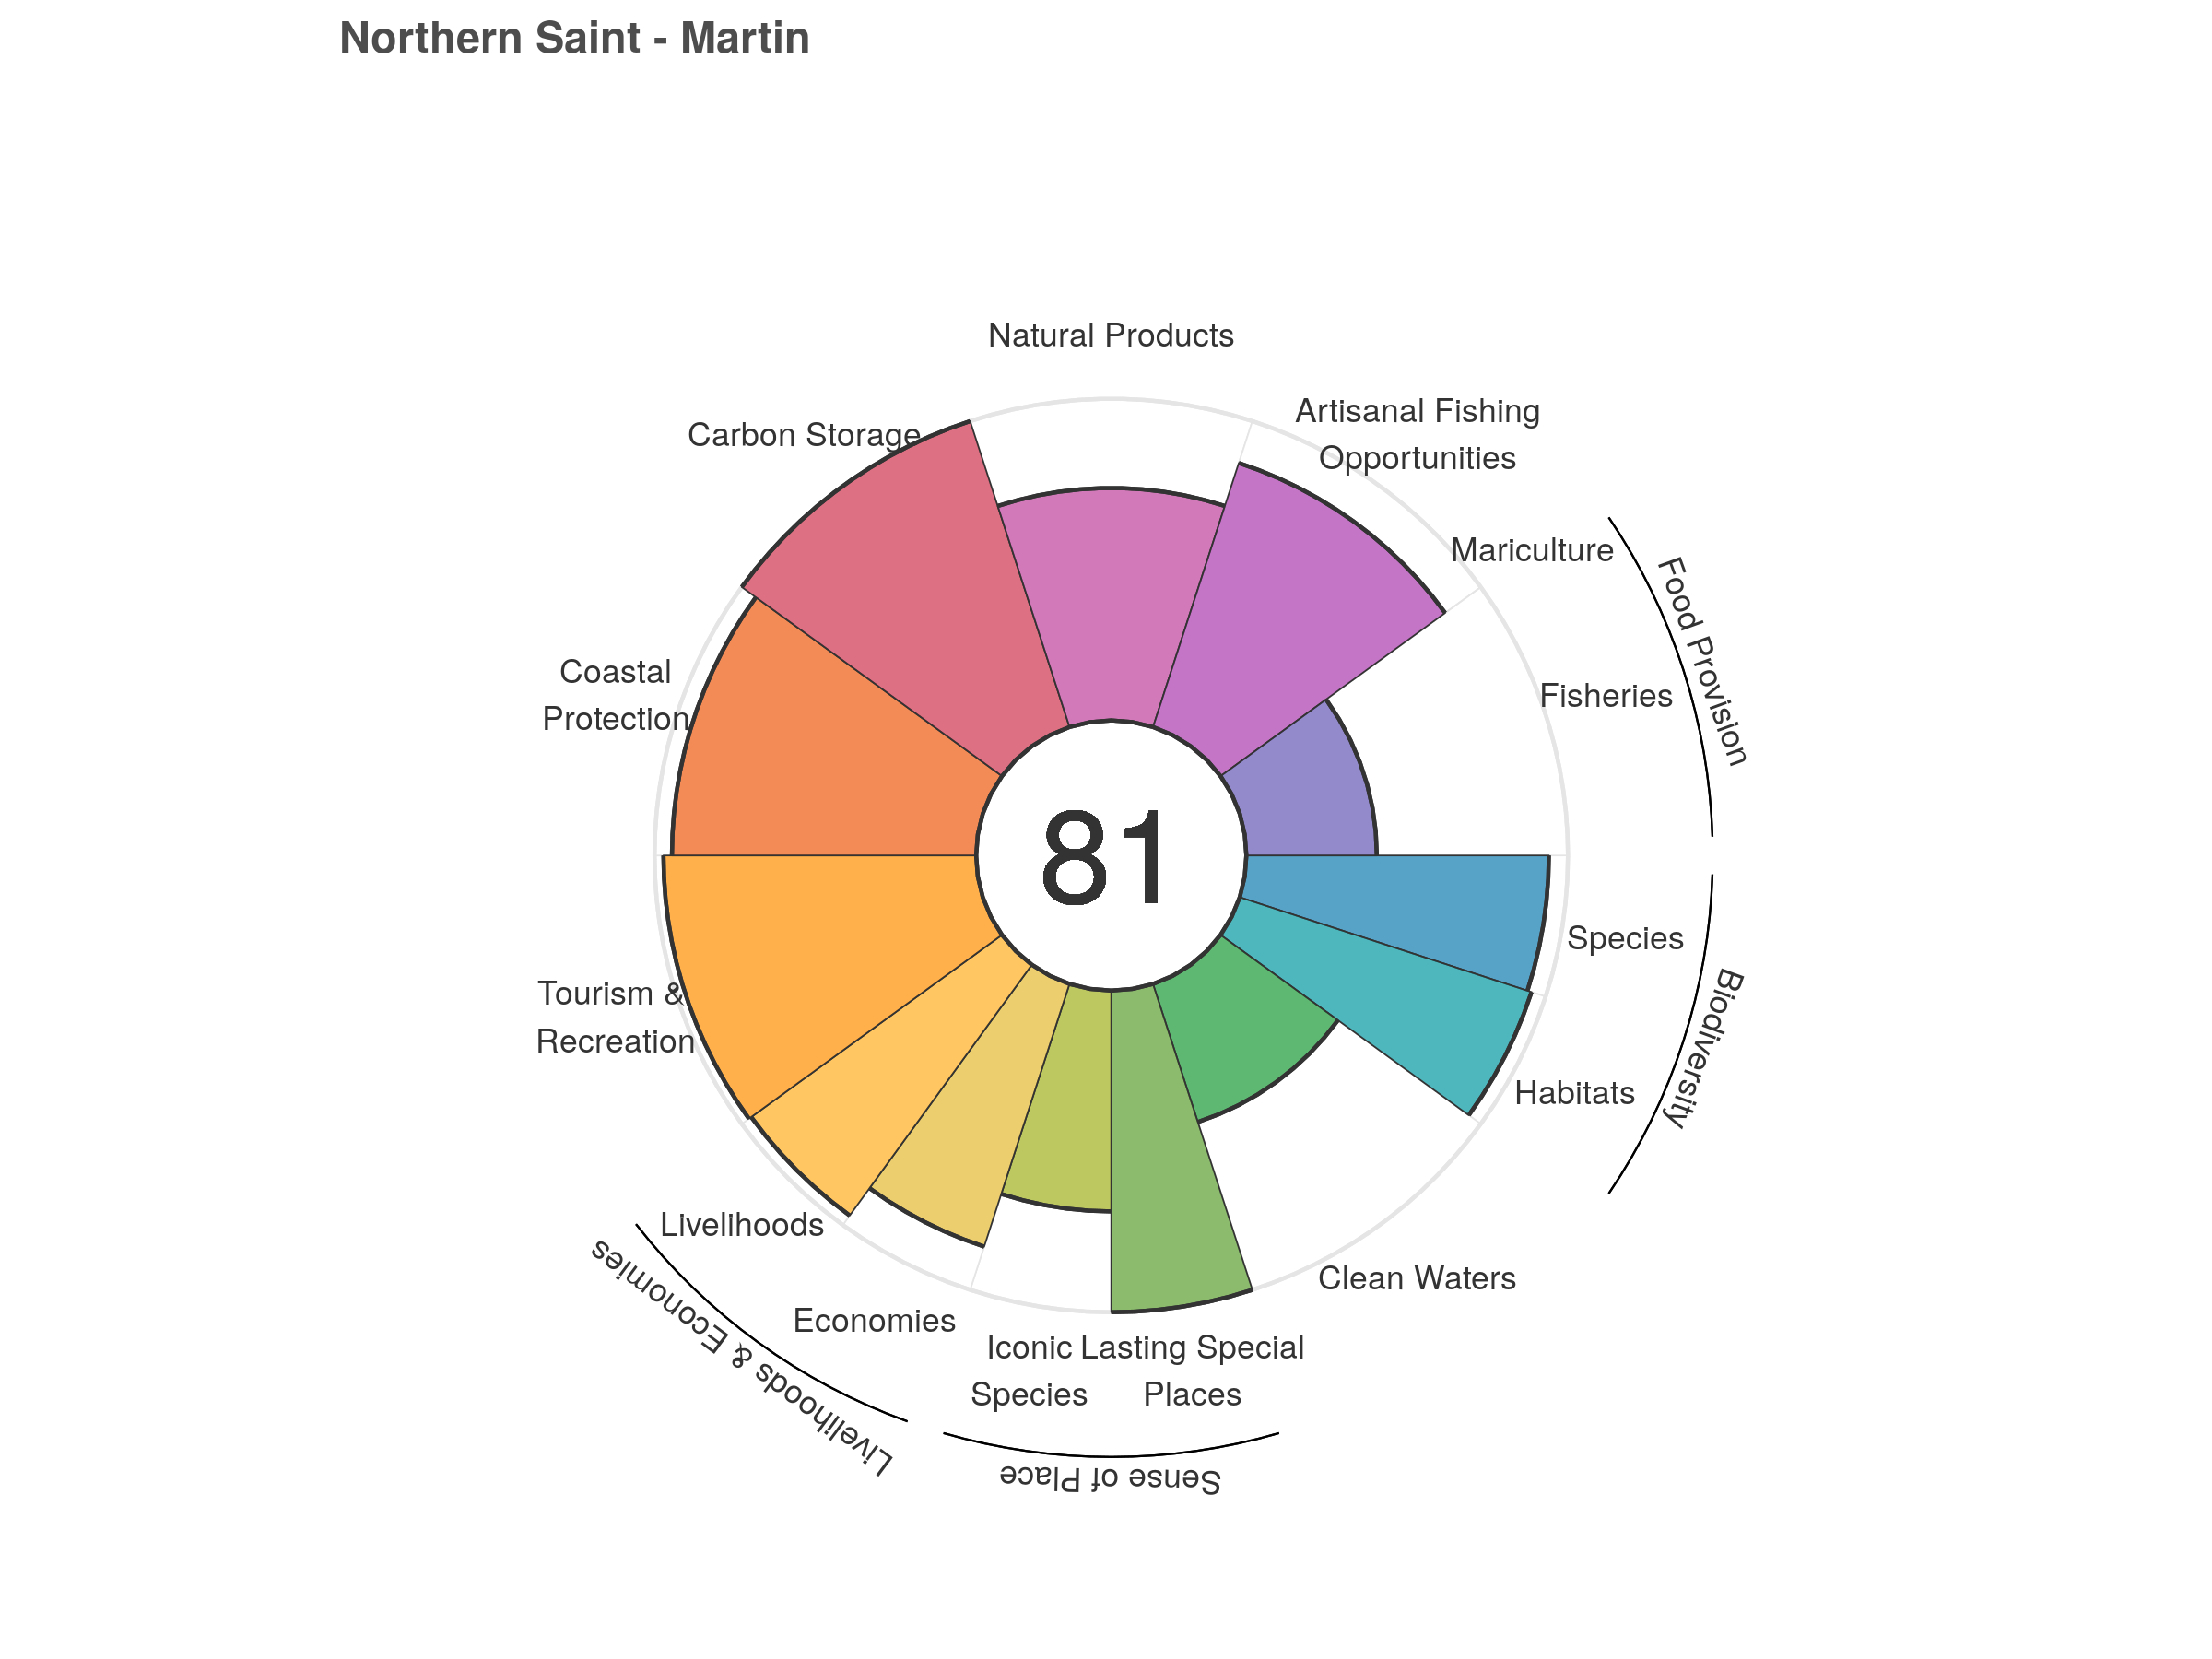 Northern Saint - Martin
Natural Products
Artisanal Fishing
Opportunities
Carbon Storage
Mariculture
Food Provision
Coastal
Protection
Fisheries
81
Species
Biodiversity
Tourism &
Recreation
Habitats
Livelihoods
Livelihoods & Economies
Clean Waters
Economies
Iconic
Species
Lasting Special
Places
Sense of Place